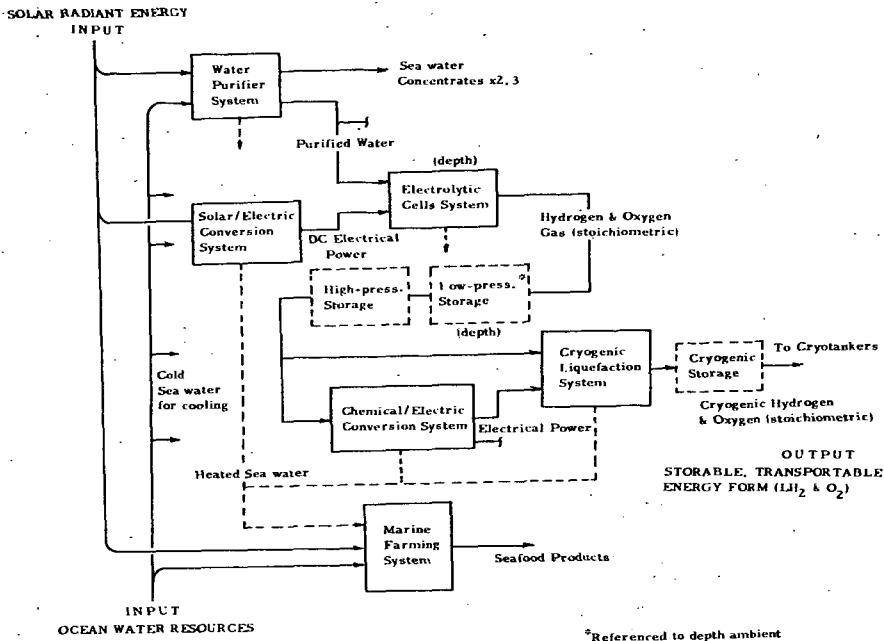 SOLAR RADIANT ENERGY
INPUT
Water
Purifier
System
Sea water
Concentrates x2, 3
Purified Water
(depth)
Electrolytic
Cells System
Solar/Electric
Conversion
System
DC Electrical
Power
Hydrogen & Oxygen
Gas (stoichiometric)
High-press.
Storage
Low-press.*
Storage
(depth)
Cold
Sea water
for cooling
Cryogenic
Liquefaction
System
Cryogenic
Storage
To Cryotankers
Cryogenic Hydrogen
& Oxygen (stoichiometric)
Chemical/Electric
Conversion System
Electrical Power
OUTPUT
STORABLE, TRANSPORTABLE
ENERGY FORM (LH2 & O2)
Heated Sea water
Marine
Farming
System
Seafood Products
INPUT
OCEAN WATER RESOURCES
*Referenced to depth ambient